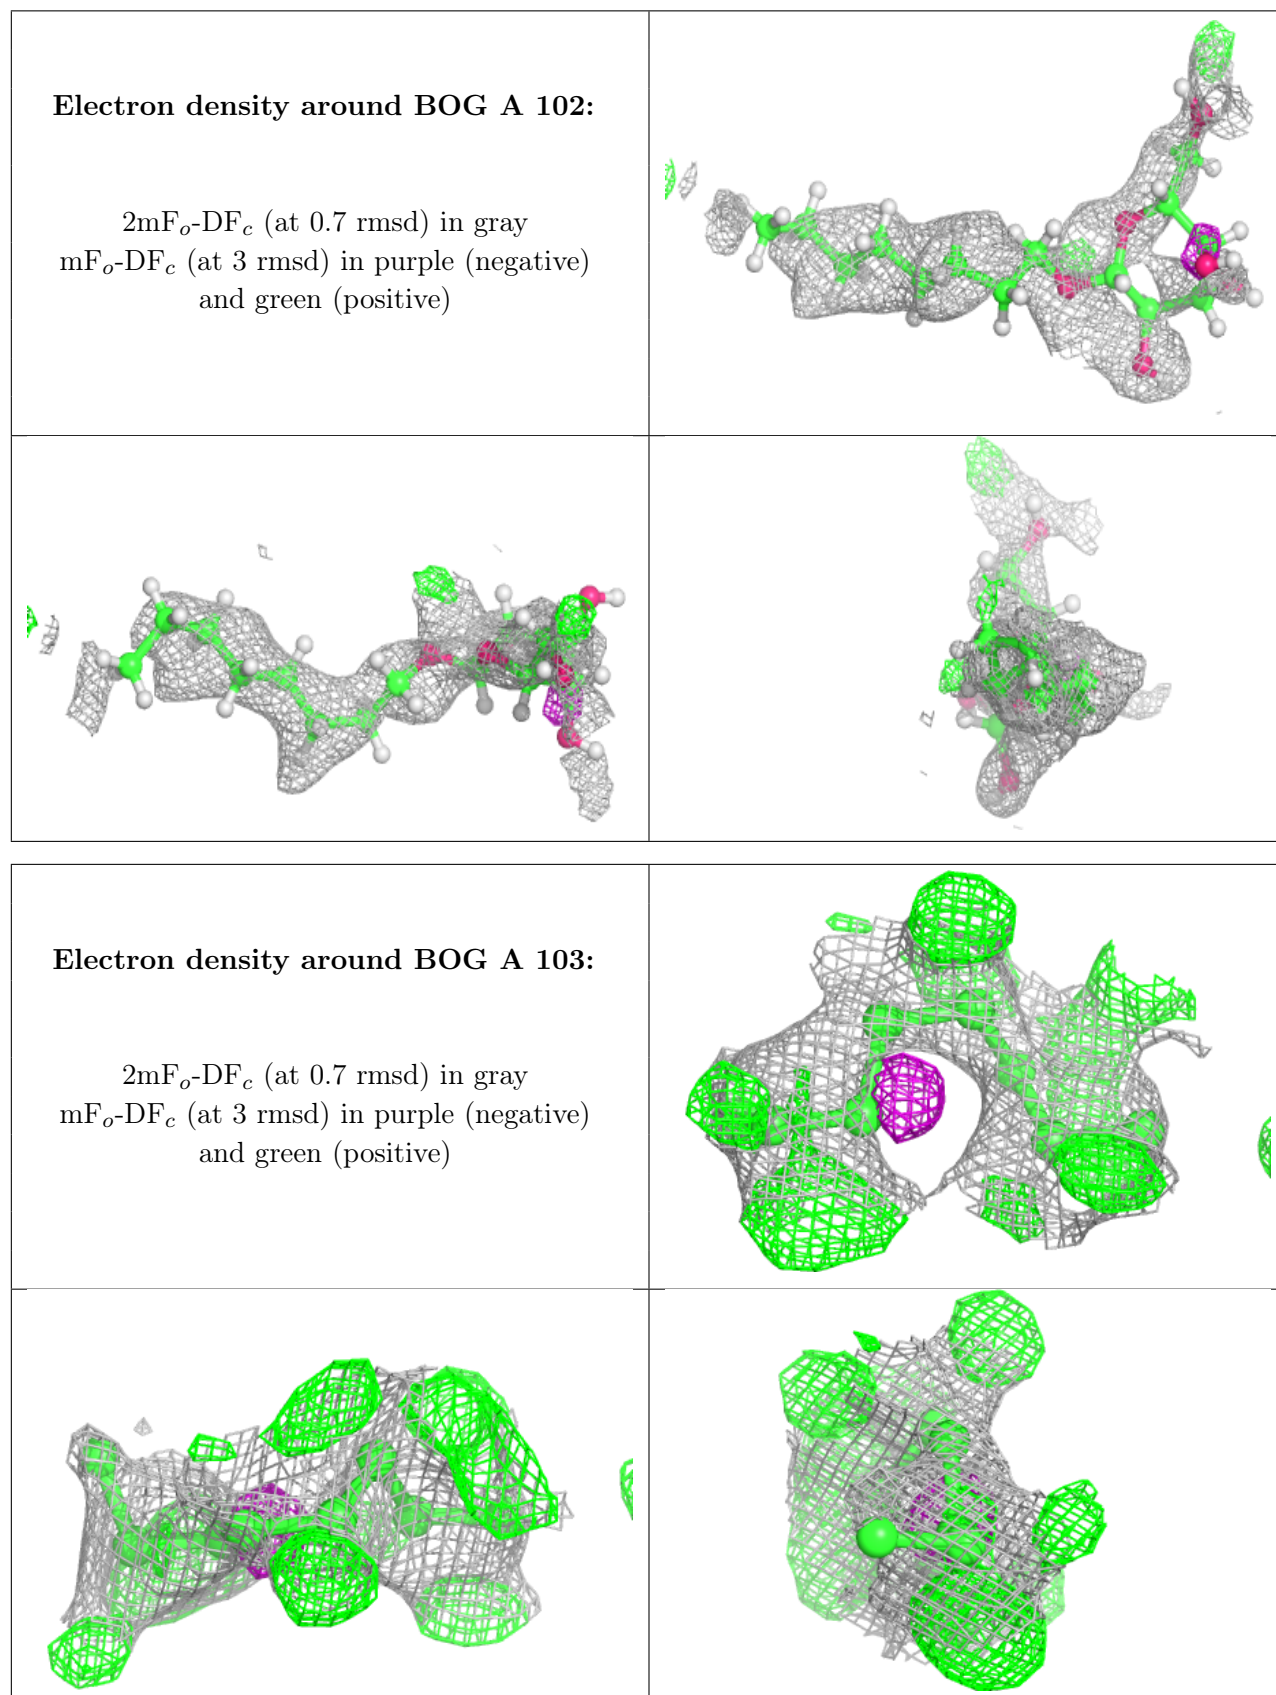 Electron density around BOG A 102:
2mFo-DFc (at 0.7 rmsd) in gray
mFo-DFc (at 3 rmsd) in purple (negative)
and green (positive)
Electron density around BOG A 103:
2mFo-DFc (at 0.7 rmsd) in gray
mFo-DFc (at 3 rmsd) in purple (negative)
and green (positive)